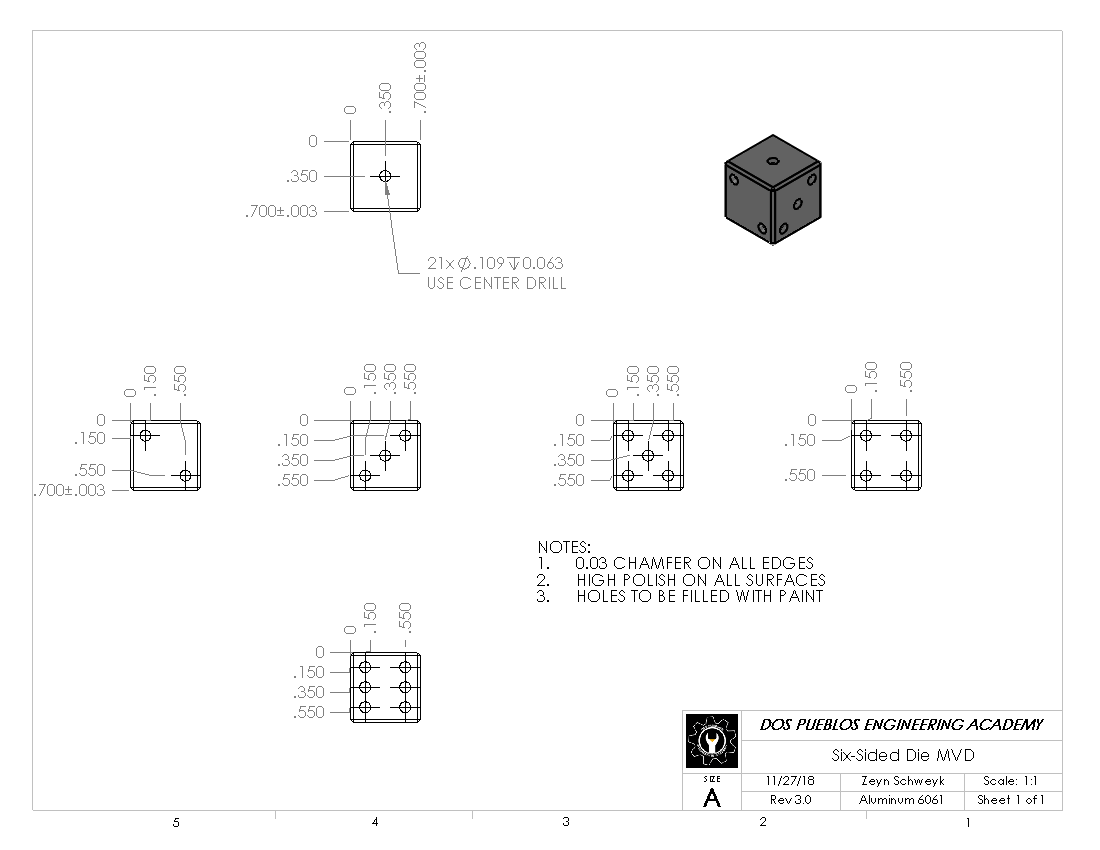 0 .350 .700±.003
0
.350
.700±.003
21x ⌀.109↧0.063
USE CENTER DRILL
0 .150 .550
0
.150
.550
.700±.003
0 .150 .350 .550
0
.150
.350
.550
0 .150 .350 .550
0
.150
.350
.550
0 .150 .550
0
.150
.550
NOTES:
1. 0.03 CHAMFER ON ALL EDGES
2. HIGH POLISH ON ALL SURFACES
3. HOLES TO BE FILLED WITH PAINT
0 .150 .550
0
.150
.350
.550
DOS PUEBLOS ENGINEERING ACADEMY
Six-Sided Die MVD
SIZE
A
11/27/18 Zeyn Schweyk Scale: 1:1
Rev 3.0 Aluminum 6061 Sheet 1 of 1
5 4 3 2 1